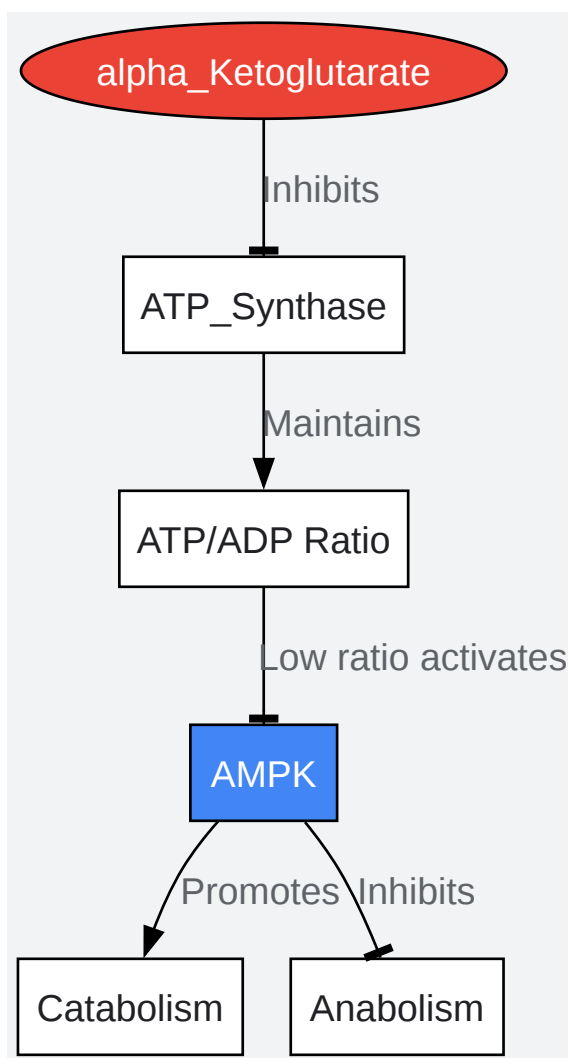 alpha_Ketoglutarate
Inhibits
ATP_Synthase
Maintains
ATP/ADP Ratio
Low ratio activates
AMPK
Promotes
Inhibits
Catabolism
Anabolism